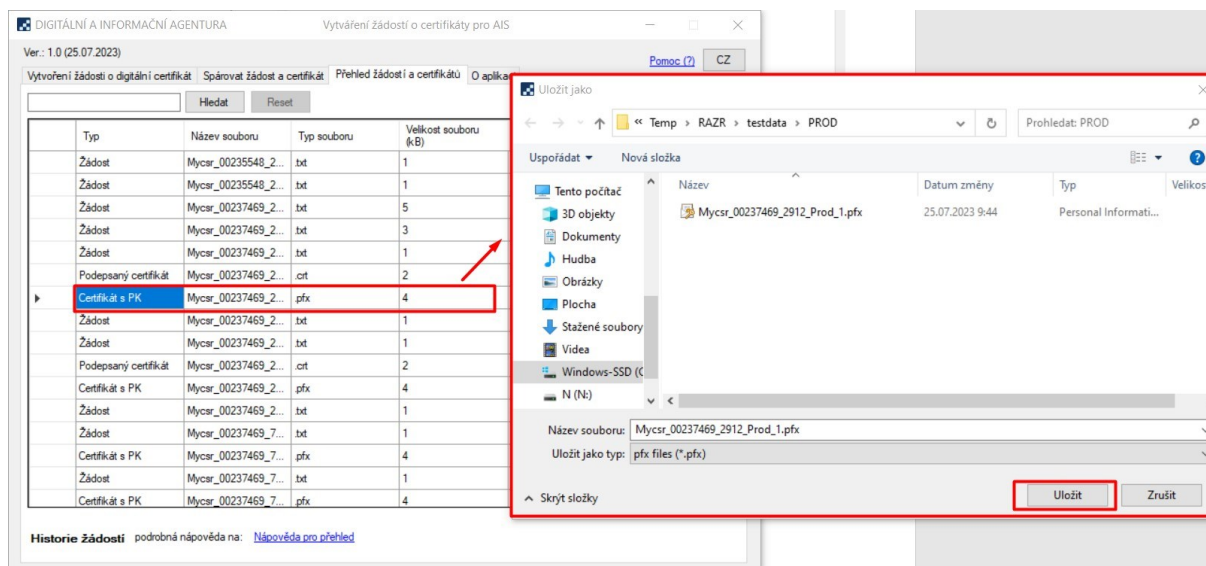 DIGITÁLNÍ A INFORMAČNÍ AGENTURA Vytváření žádostí o certifikáty pro AIS
Ver.: 1.0 (25.07.2023)
Pomoc (?) CZ
Vytvoření žádosti o digitální certifikát Spárovat žádost a certifikát Přehled žádostí a certifikátů O aplikac
Hledat Reset
Typ Název souboru Typ souboru Velikost souboru (kB)
Žádost Mycsr_00235548_2... .txt 1
Žádost Mycsr_00235548_2... .txt 1
Žádost Mycsr_00237469_2... .txt 5
Žádost Mycsr_00237469_2... .txt 3
Žádost Mycsr_00237469_2... .txt 1
Podepsaný certifikát Mycsr_00237469_2... .crt 2
Certifikát s PK Mycsr_00237469_2... .pfx 4
Žádost Mycsr_00237469_2... .txt 1
Žádost Mycsr_00237469_2... .txt 1
Podepsaný certifikát Mycsr_00237469_2... .crt 2
Certifikát s PK Mycsr_00237469_2... .pfx 4
Žádost Mycsr_00237469_2... .txt 1
Žádost Mycsr_00237469_7... .txt 1
Certifikát s PK Mycsr_00237469_7... .pfx 4
Žádost Mycsr_00237469_7... .txt 1
Certifikát s PK Mycsr_00237469_7... .pfx 4
Historie žádostí podrobná nápověda na: Nápověda pro přehled
Uložit jako
« Temp › RAZR › testdata › PROD
Prohledat: PROD
Uspořádat Nová složka
Název Datum změny Typ Velikos
Mycsr_00237469_2912_Prod_1.pfx 25.07.2023 9:44 Personal Informati...
Tento počítač
3D objekty
Dokumenty
Hudba
Obrázky
Plocha
Stažené soubory
Videa
Windows-SSD (C
N (N:)
Název souboru: Mycsr_00237469_2912_Prod_1.pfx
Uložit jako typ: pfx files (*.pfx)
Skrýt složky
Uložit Zrušit